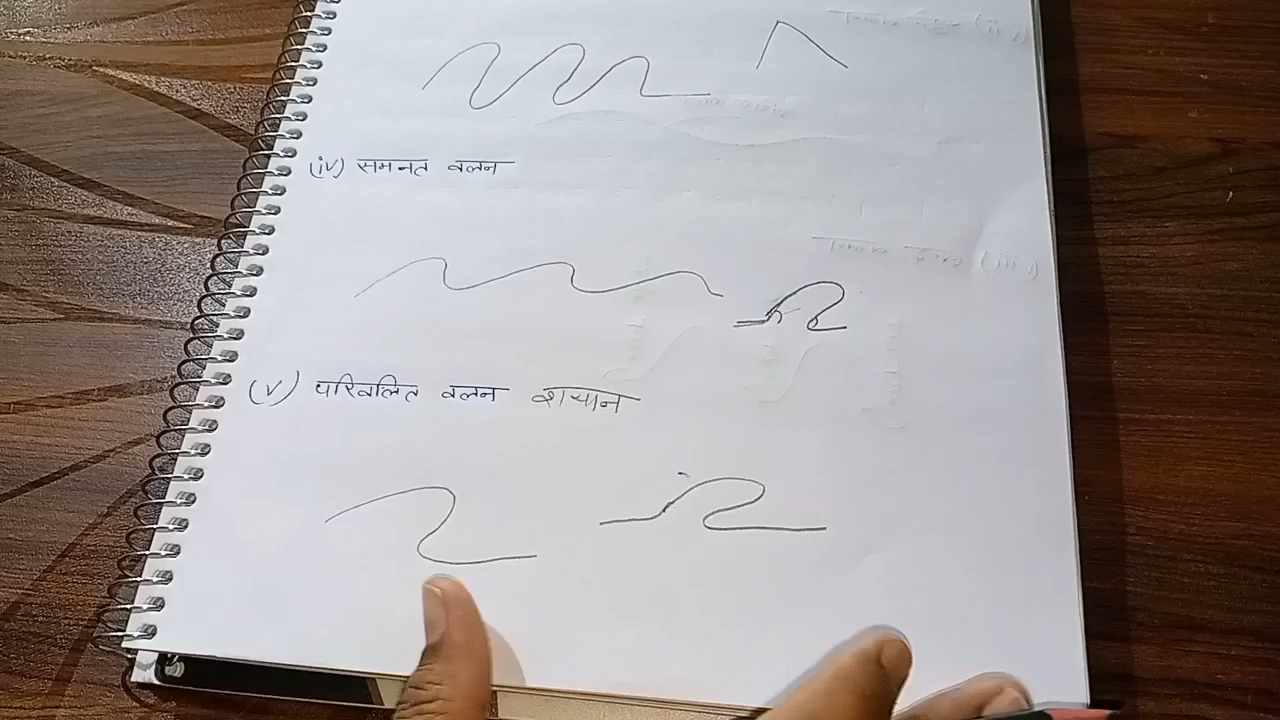 (iv) समनत वलन
(v) परिवलित वलन शयान